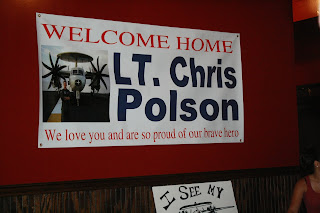 WELCOME HOME
LT. Chris
Polson
We love you and are so proud of our brave hero
I SEE MY